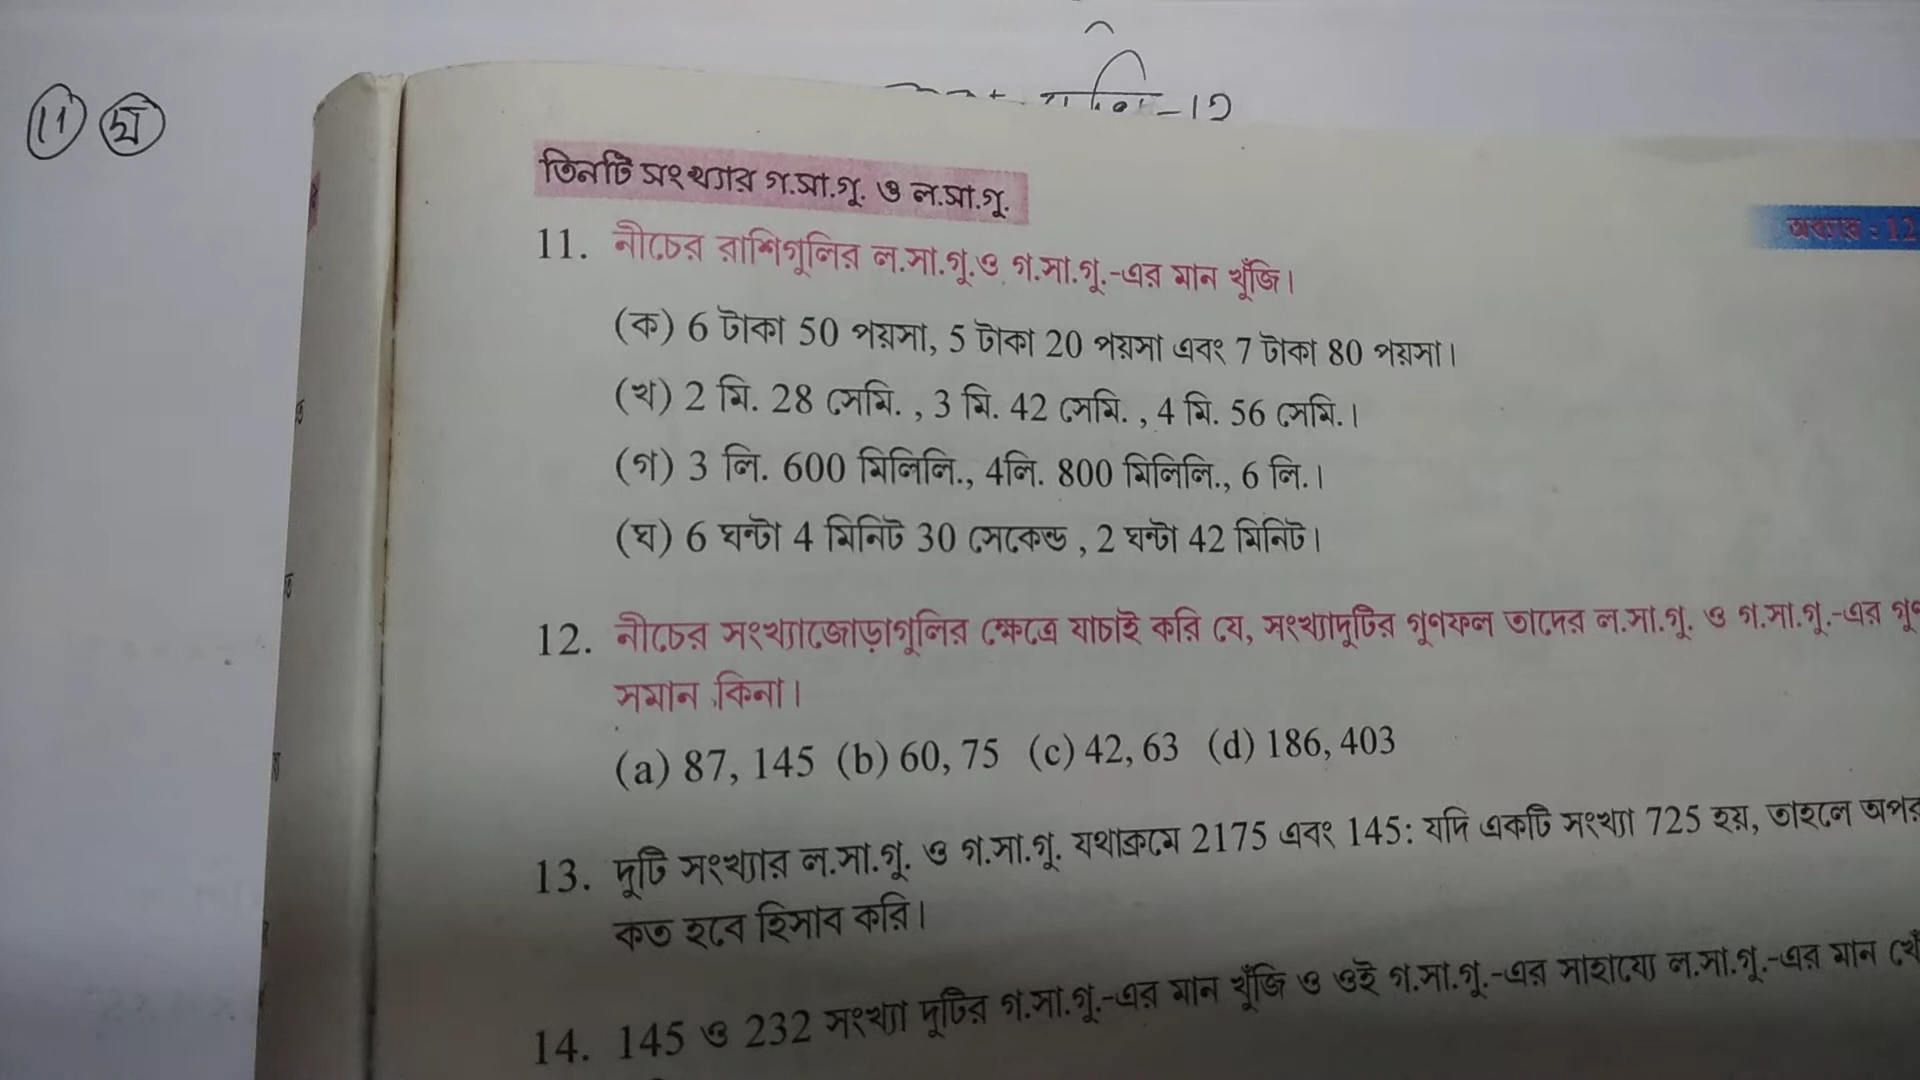 11 ঘ
তিনটি সংখ্যার গ.সা.গু. ও ল.সা.গু.
অধ্যায় : 12
11. নীচের রাশিগুলির ল.সা.গু.ও গ.সা.গু.-এর মান খুঁজি।
(ক) 6 টাকা 50 পয়সা, 5 টাকা 20 পয়সা এবং 7 টাকা 80 পয়সা।
(খ) 2 মি. 28 সেমি. , 3 মি. 42 সেমি. , 4 মি. 56 সেমি.।
(গ) 3 লি. 600 মিলিলি., 4লি. 800 মিলিলি., 6 লি.।
(ঘ) 6 ঘন্টা 4 মিনিট 30 সেকেন্ড , 2 ঘন্টা 42 মিনিট।
12. নীচের সংখ্যাজোড়াগুলির ক্ষেত্রে যাচাই করি যে, সংখ্যাদুটির গুণফল তাদের ল.সা.গু. ও গ.সা.গু.-এর
সমান কিনা।
(a) 87, 145 (b) 60, 75 (c) 42, 63 (d) 186, 403
13. দুটি সংখ্যার ল.সা.গু. ও গ.সা.গু. যথাক্রমে 2175 এবং 145: যদি একটি সংখ্যা 725 হয়, তাহলে
কত হবে হিসাব করি।
14. 145 ও 232 সংখ্যা দুটির গ.সা.গু.-এর মান খুঁজি ও ওই গ.সা.গু.-এর সাহায্যে ল.সা.গু.-এর মান